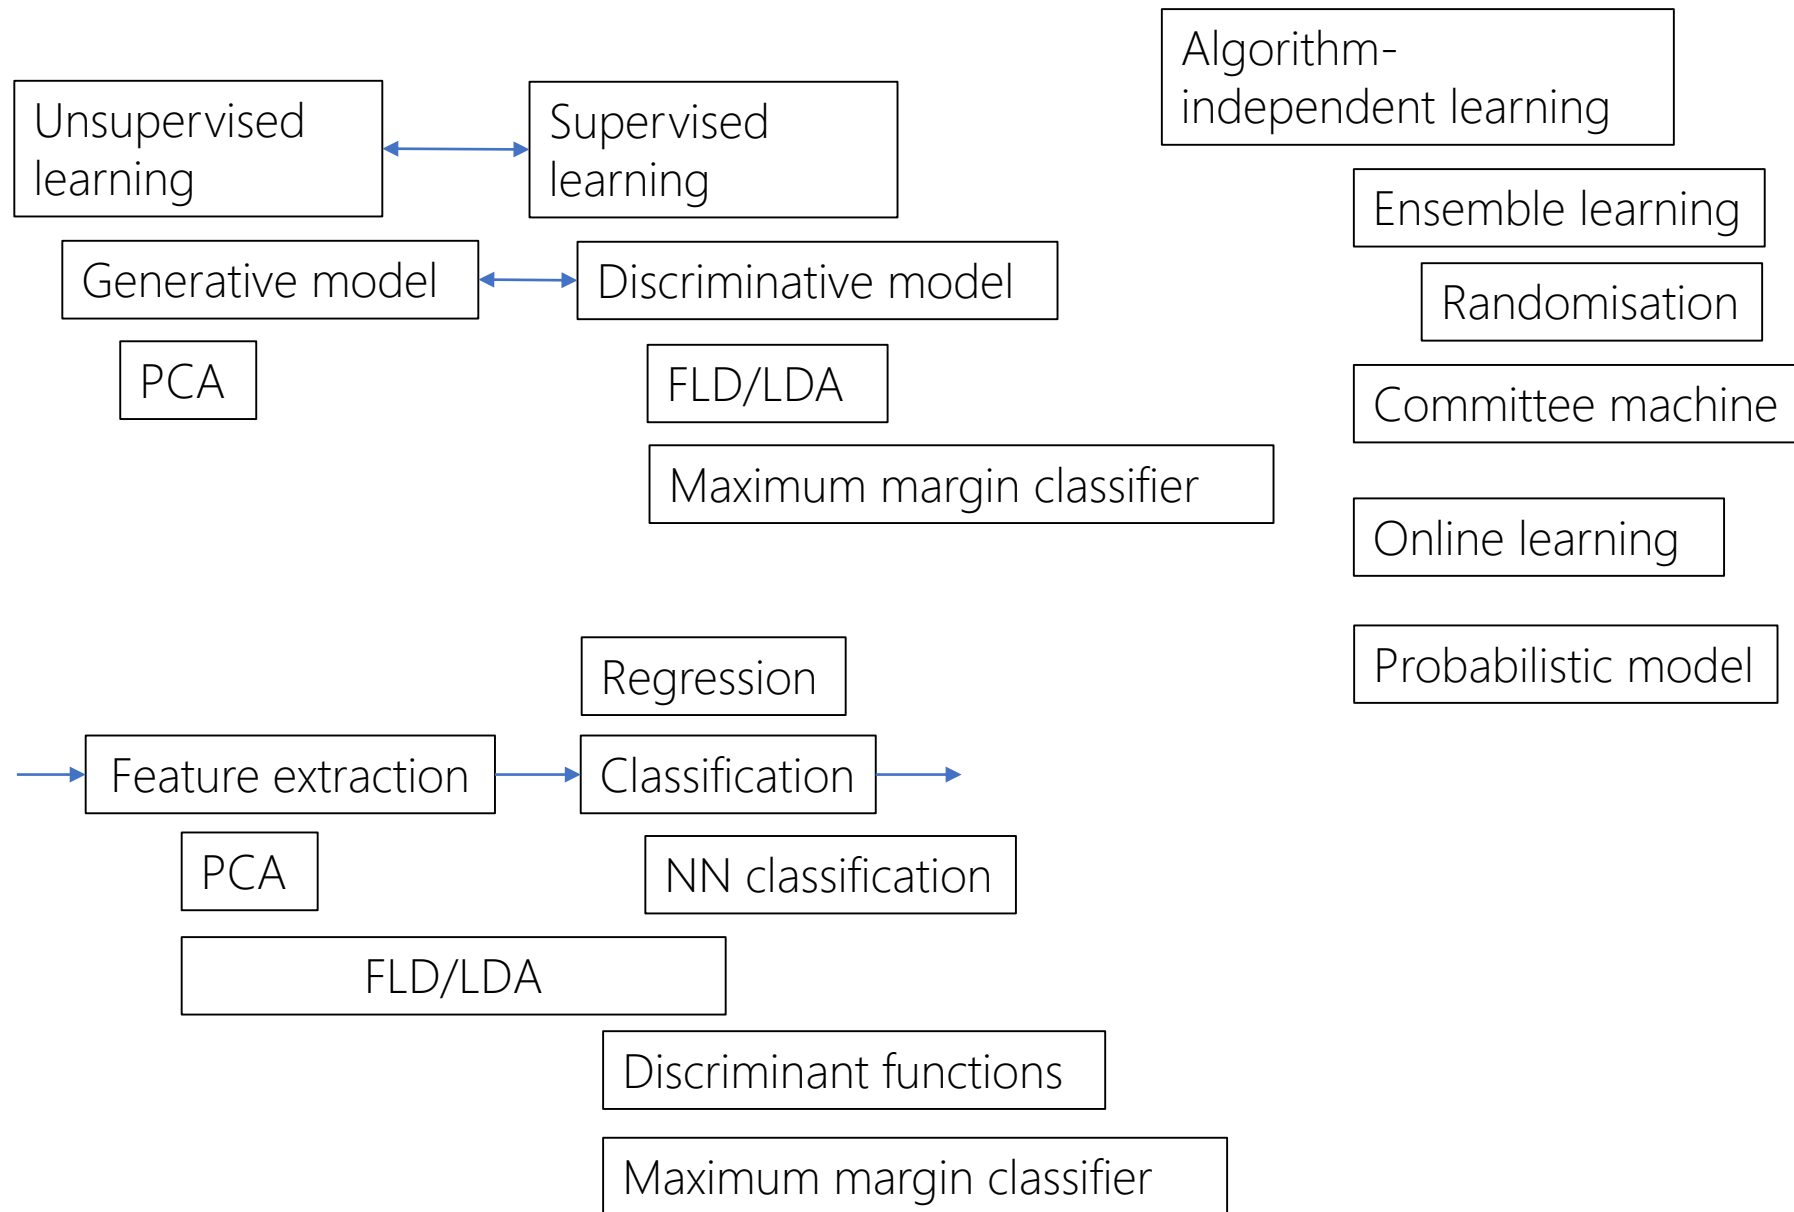 Unsupervised
learning
Supervised
learning
Generative model
Discriminative model
PCA
FLD/LDA
Maximum margin classifier
Algorithm-
independent learning
Ensemble learning
Randomisation
Committee machine
Online learning
Probabilistic model
Regression
Feature extraction
Classification
PCA
NN classification
FLD/LDA
Discriminant functions
Maximum margin classifier